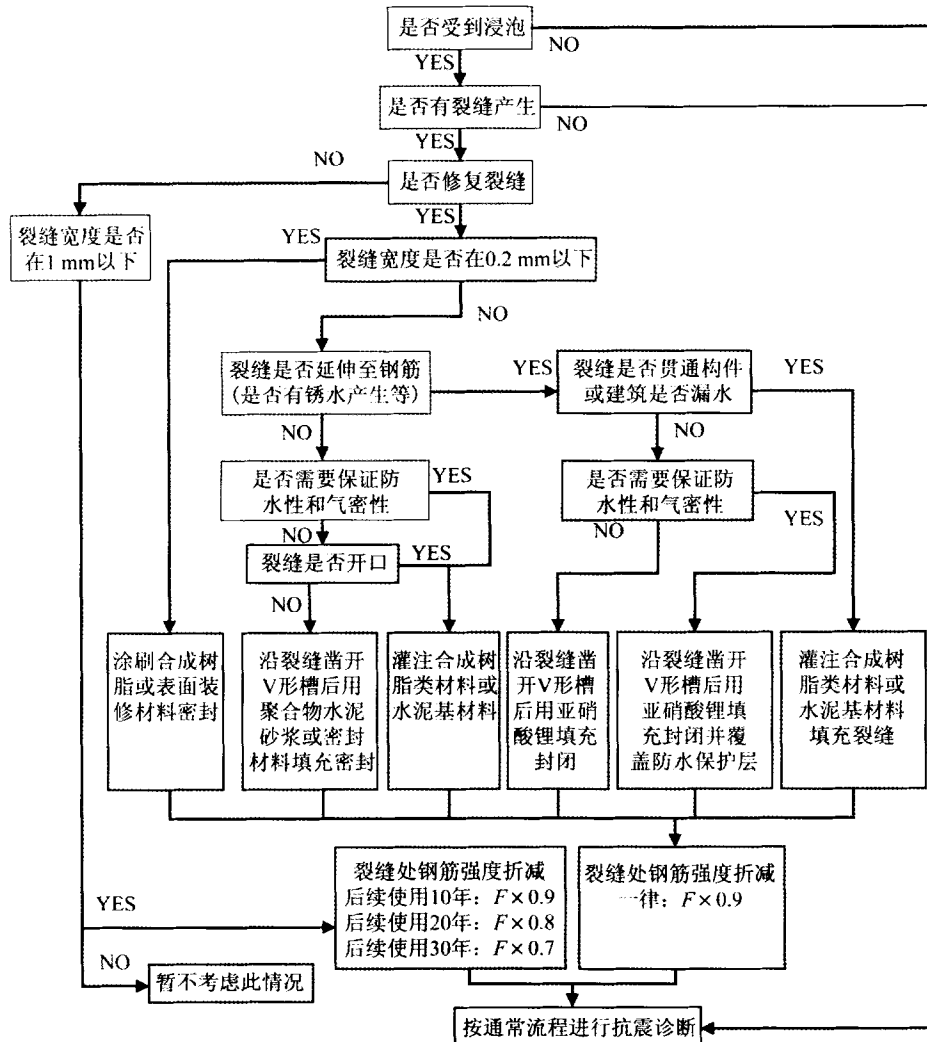 是否受到浸泡
NO
YES
是否有裂缝产生
NO
YES
NO
是否修复裂缝
YES
裂缝宽度是否
在1 mm以下
YES
裂缝宽度是否在0.2 mm以下
NO
裂缝是否延伸至钢筋
(是否有锈水产生等)
YES
裂缝是否贯通构件
或建筑是否漏水
YES
NO
NO
是否需要保证防
水性和气密性
YES
是否需要保证防
水性和气密性
YES
NO
NO
裂缝是否开口
YES
NO
涂刷合成树
脂或表面装
修材料密封
沿裂缝凿开
V形槽后用
聚合物水泥
砂浆或密封
材料填充密封
灌注合成树
脂类材料或
水泥基材料
沿裂缝凿
开V形槽
后用亚硝
酸锂填充
封闭
沿裂缝凿开
V形槽后用
亚硝酸锂填
充封闭并覆
盖防水保护层
灌注合成树
脂类材料或
水泥基材料
填充裂缝
YES
裂缝处钢筋强度折减
后续使用10年：F×0.9
后续使用20年：F×0.8
后续使用30年：F×0.7
裂缝处钢筋强度折减
一律：F×0.9
NO
暂不考虑此情况
按通常流程进行抗震诊断